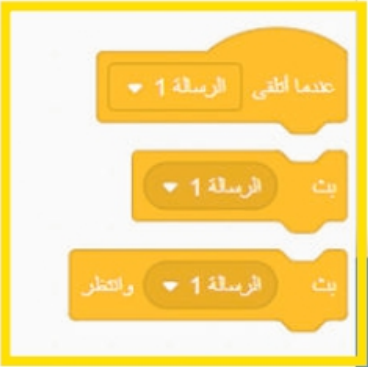 عندما أتلقى الرسالة 1
بث الرسالة 1
بث الرسالة 1 وانتظر